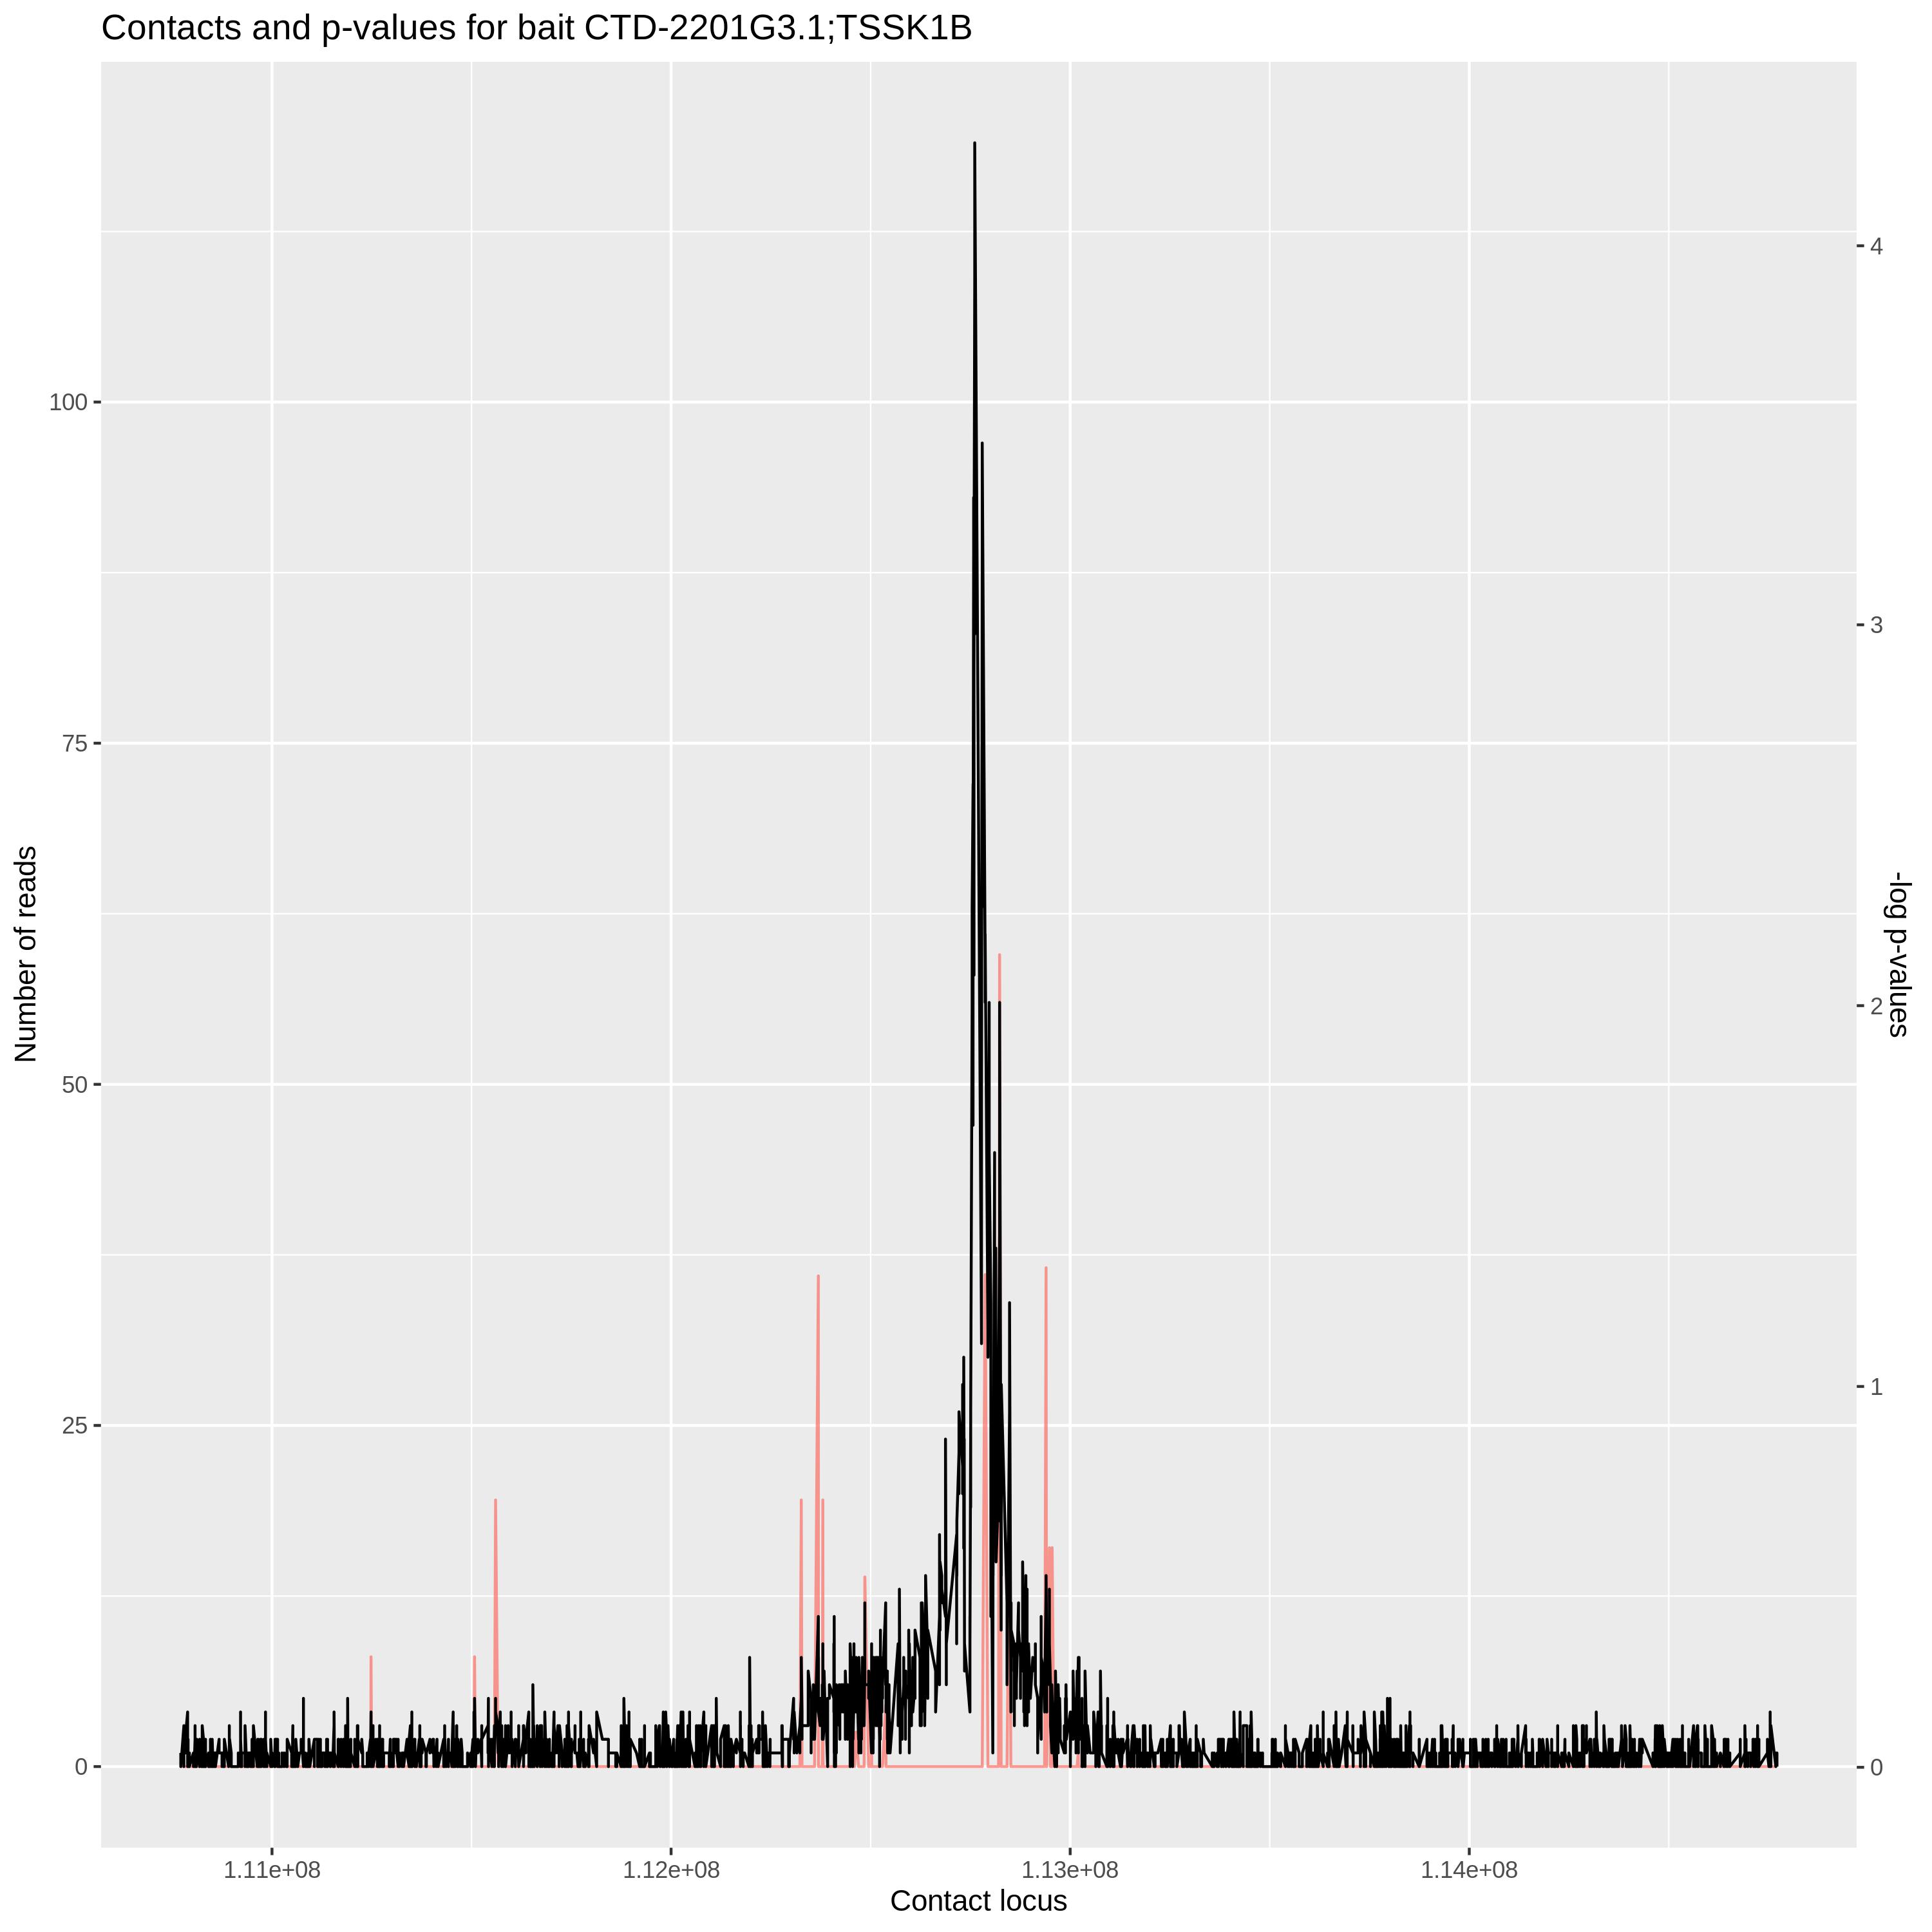 Contacts and p-values for bait CTD-2201G3.1;TSSK1B
Number of reads
100
75
50
25
0
4
3
2
1
0
-log p-values
1.11e+08
1.12e+08
1.13e+08
1.14e+08
Contact locus